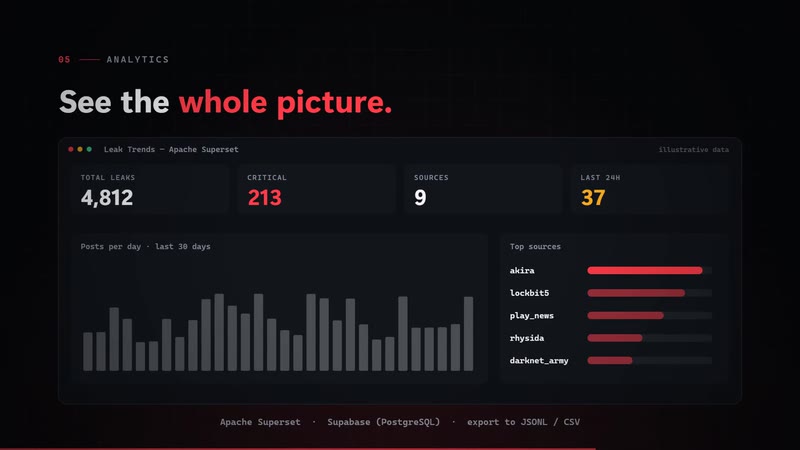 05 — ANALYTICS
See the whole picture.
Leak Trends — Apache Superset
illustrative data
TOTAL LEAKS
4,812
CRITICAL
213
SOURCES
9
LAST 24H
37
Posts per day · last 30 days
Top sources
akira
lockbit5
play_news
rhysida
darknet_army
Apache Superset · Supabase (PostgreSQL) · export to JSONL / CSV